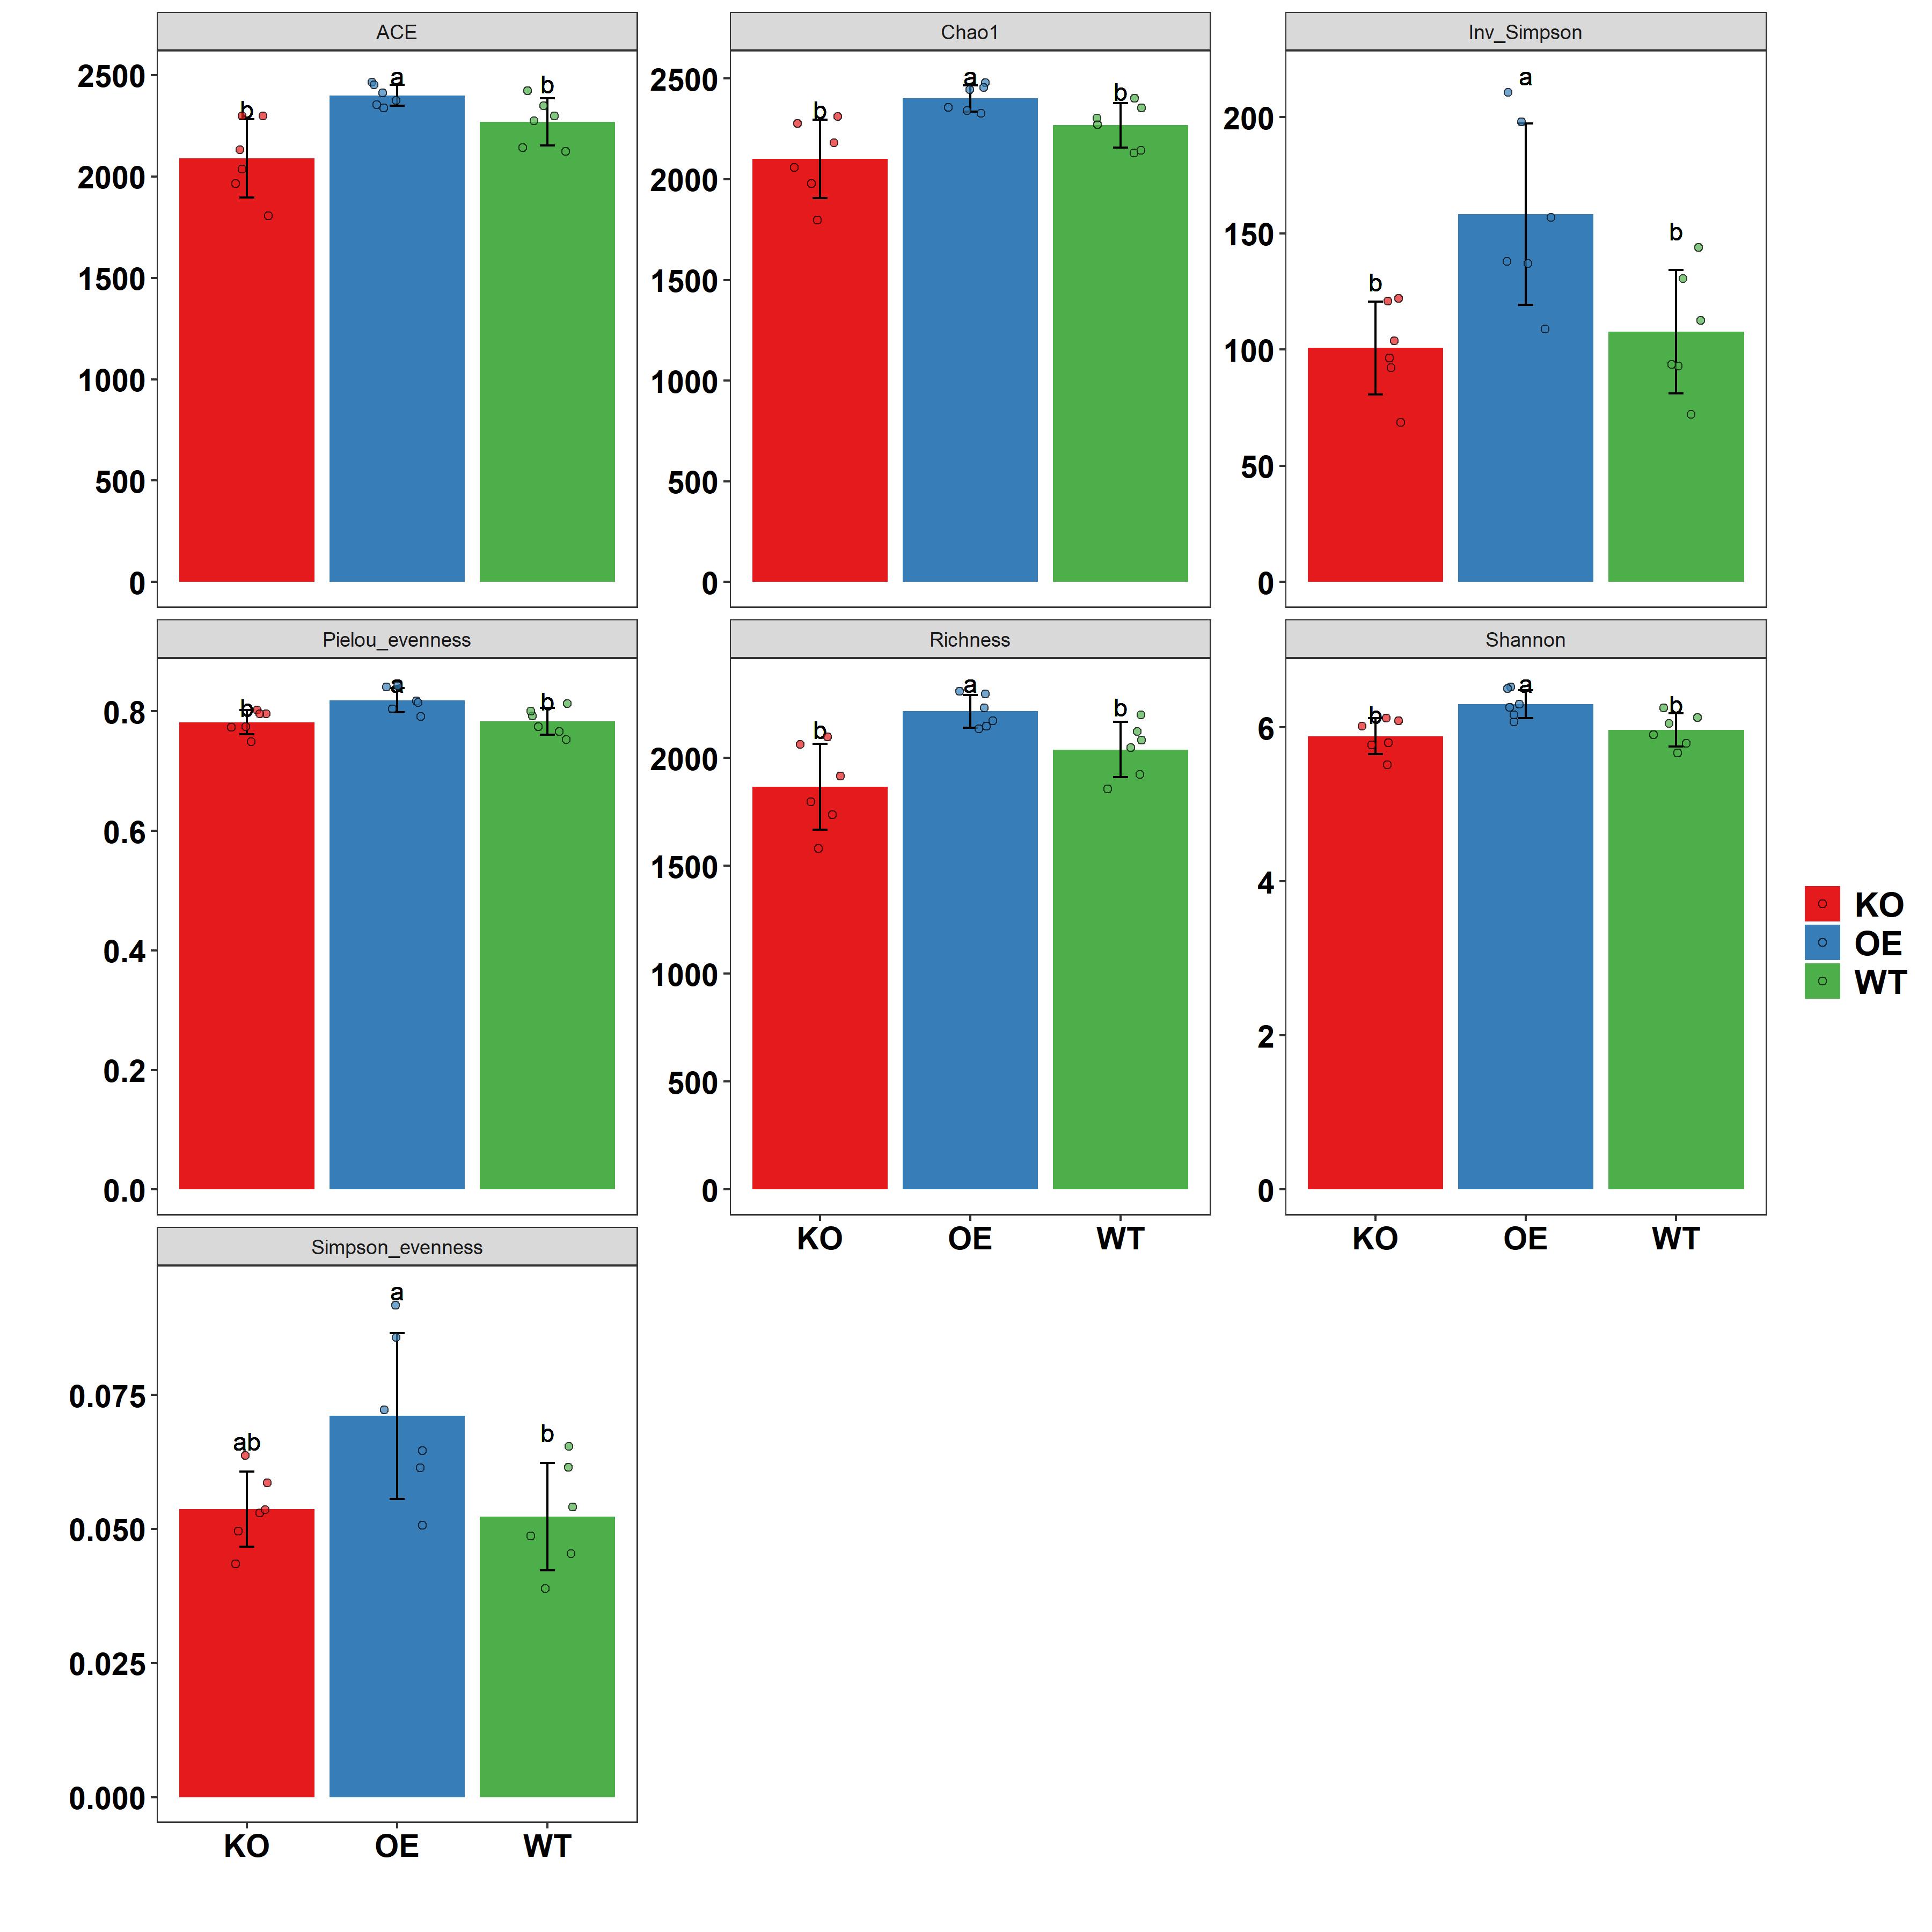 ACE
2500
2000
1500
1000
500
0
b
a
b
Chao1
2500
2000
1500
1000
500
0
b
a
b
Inv_Simpson
200
150
100
50
0
b
a
b
Pielou_evenness
0.8
0.6
0.4
0.2
0.0
b
a
b
Richness
2000
1500
1000
500
0
b
a
b
KO OE WT
Shannon
6
4
2
0
b
a
b
KO OE WT
KO
OE
WT
Simpson_evenness
0.075
0.050
0.025
0.000
ab
a
b
KO OE WT